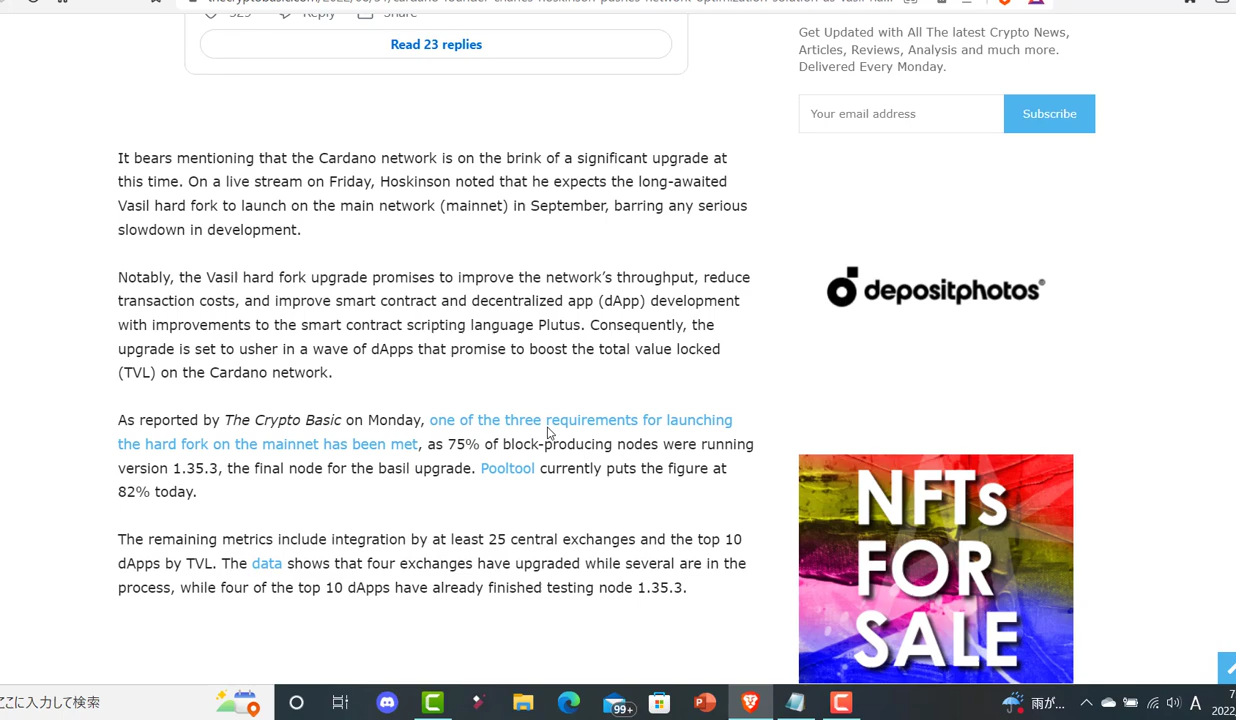 Read 23 replies
It bears mentioning that the Cardano network is on the brink of a significant upgrade at
this time. On a live stream on Friday, Hoskinson noted that he expects the long-awaited
Vasil hard fork to launch on the main network (mainnet) in September, barring any serious
slowdown in development.
Notably, the Vasil hard fork upgrade promises to improve the network’s throughput, reduce
transaction costs, and improve smart contract and decentralized app (dApp) development
with improvements to the smart contract scripting language Plutus. Consequently, the
upgrade is set to usher in a wave of dApps that promise to boost the total value locked
(TVL) on the Cardano network.
As reported by The Crypto Basic on Monday, one of the three requirements for launching
the hard fork on the mainnet has been met, as 75% of block-producing nodes were running
version 1.35.3, the final node for the basil upgrade. Pooltool currently puts the figure at
82% today.
The remaining metrics include integration by at least 25 central exchanges and the top 10
dApps by TVL. The data shows that four exchanges have upgraded while several are in the
process, while four of the top 10 dApps have already finished testing node 1.35.3.
Get Updated with All The latest Crypto News,
Articles, Reviews, Analysis and much more.
Delivered Every Monday.
Your email address
Subscribe
depositphotos
NFTs
FOR
SALE
ここに入力して検索
99+
雨が...
A
7
2022